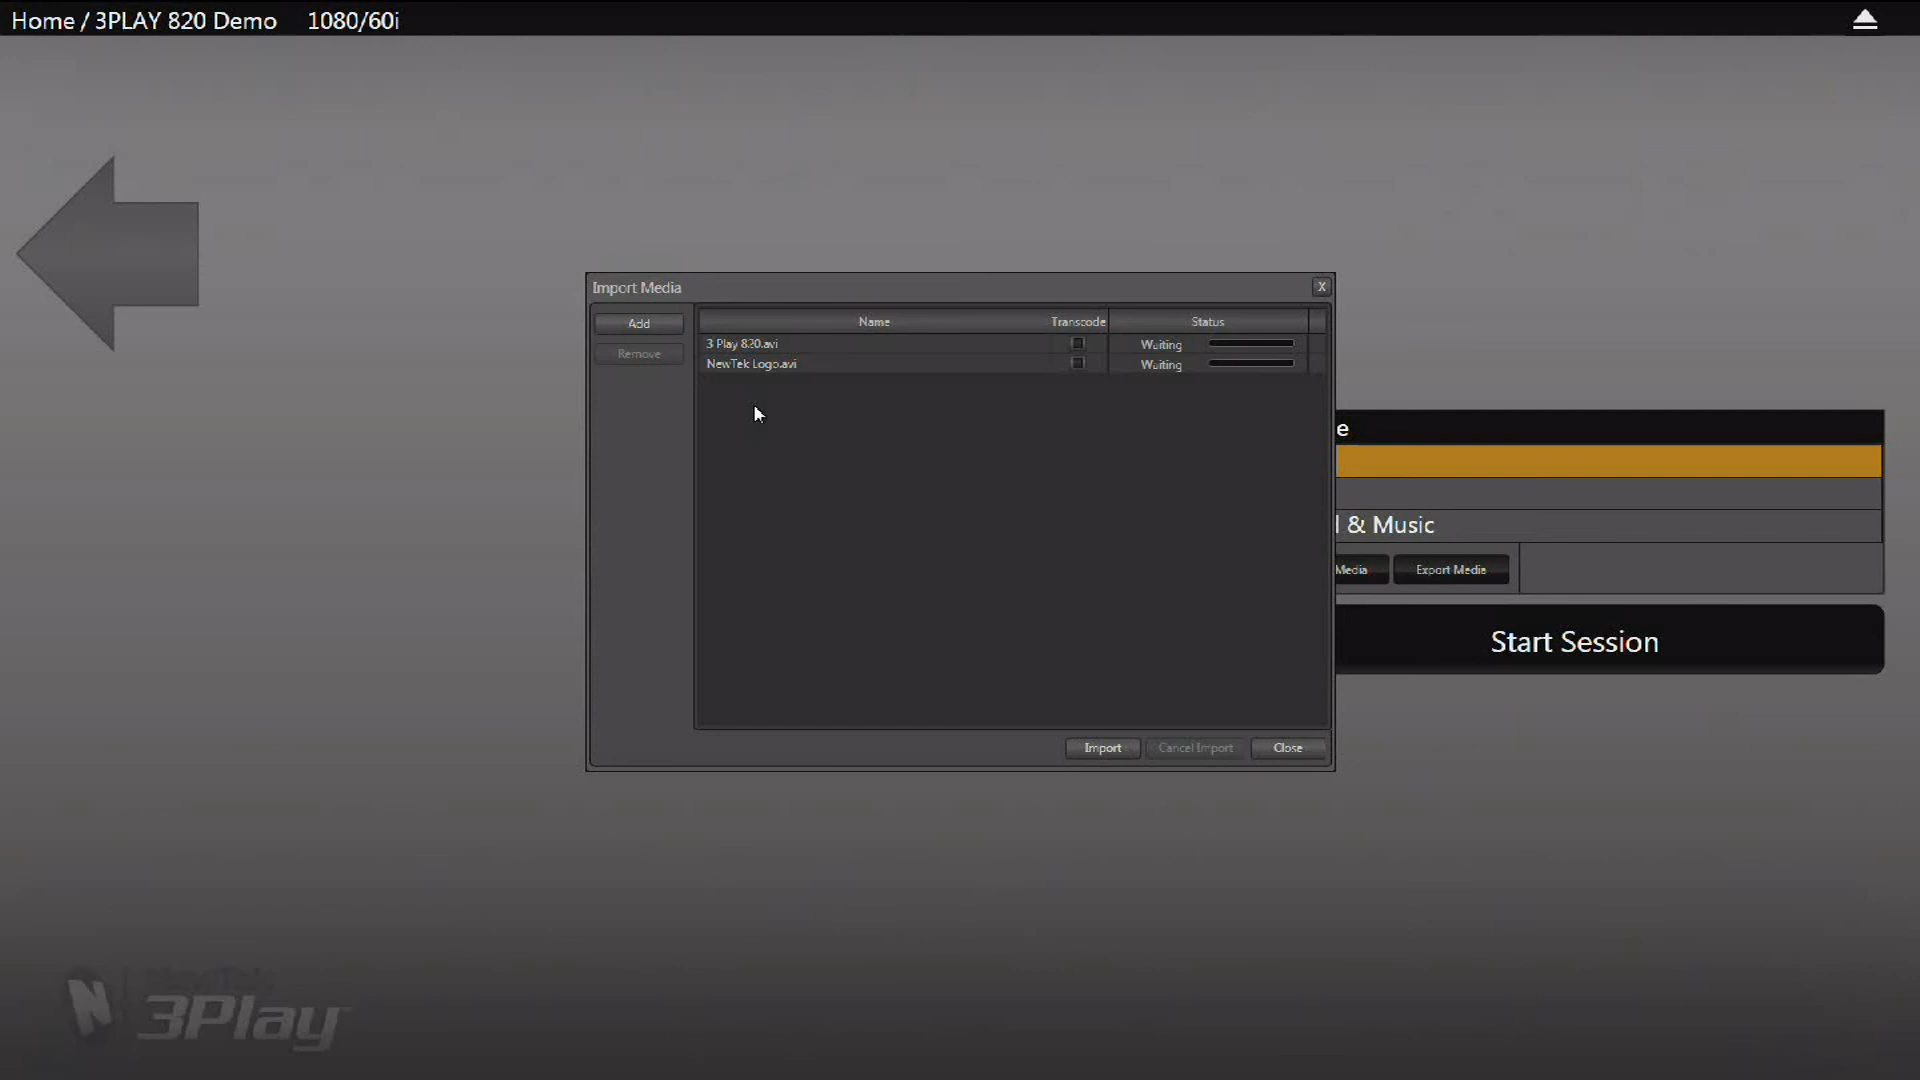 Home / 3PLAY 820 Demo 1080/60i
Import Media X
Add
Remove
Name Transcode Status
3 Play 820.avi Waiting
NewTek Logo.avi Waiting
Import Cancel Import Close
e
& Music
Media Export Media
Start Session
N
NewTek
3Play